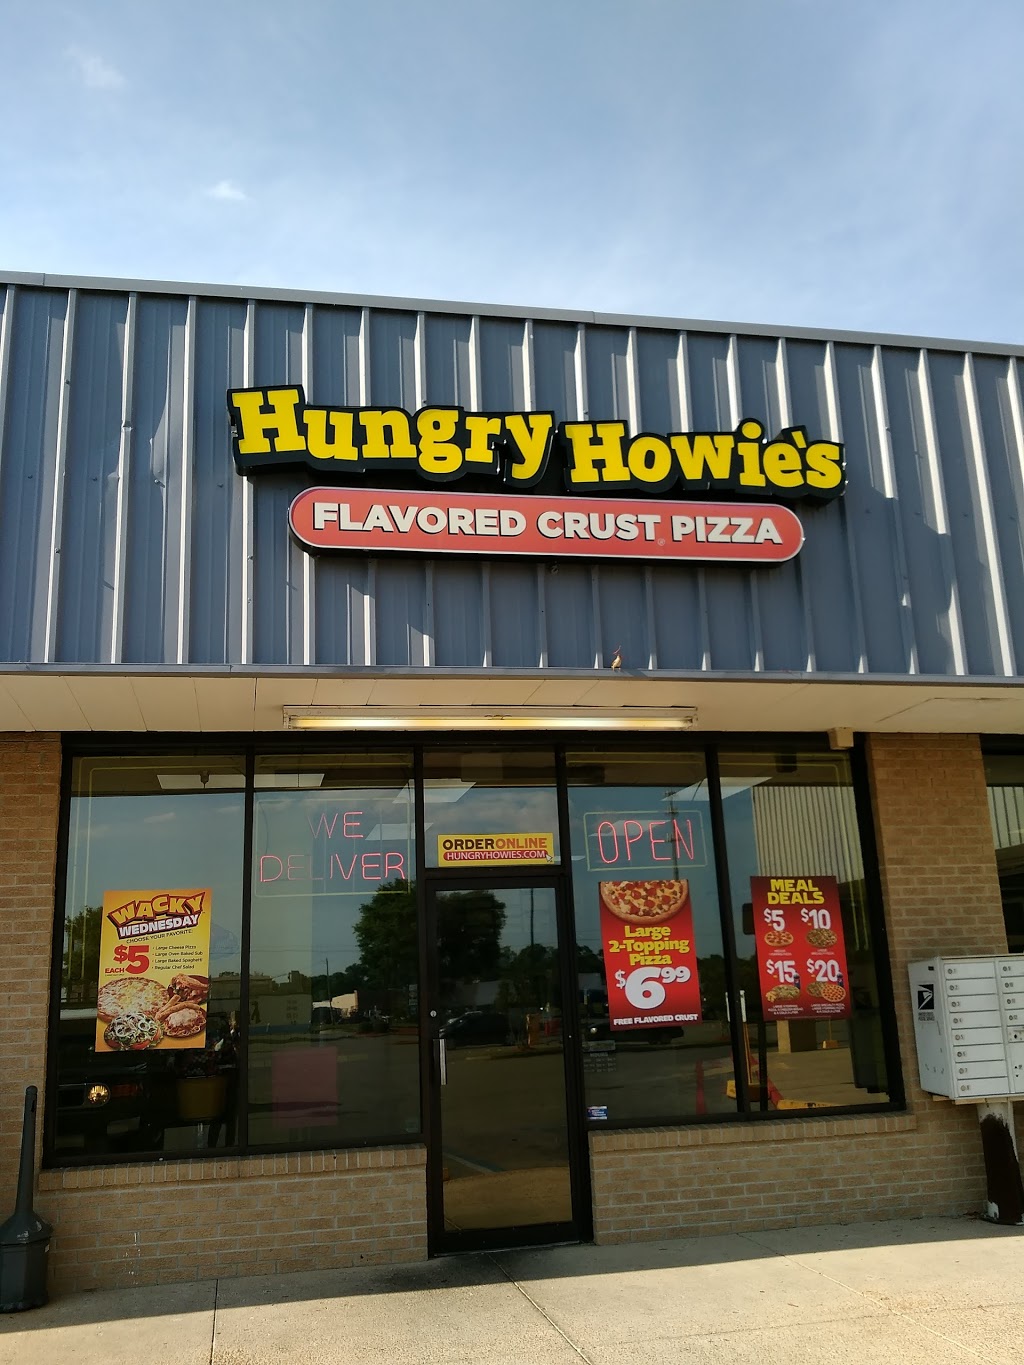 Hungry Howie's
FLAVORED CRUST PIZZA
WE
DELIVER
ORDER ONLINE
HUNGRYHOWIES.COM
OPEN
WACKY
WEDNESDAY
CHOOSE YOUR FAVORITE!
$5
EACH
• Large Cheese Pizza
• Large Oven Baked Sub
• Large Baked Spaghetti
• Regular Chef Salad
Large
2-Topping
Pizza
$6.99
FREE FLAVORED CRUST
MEAL
DEALS
$5 $10
$15 $20